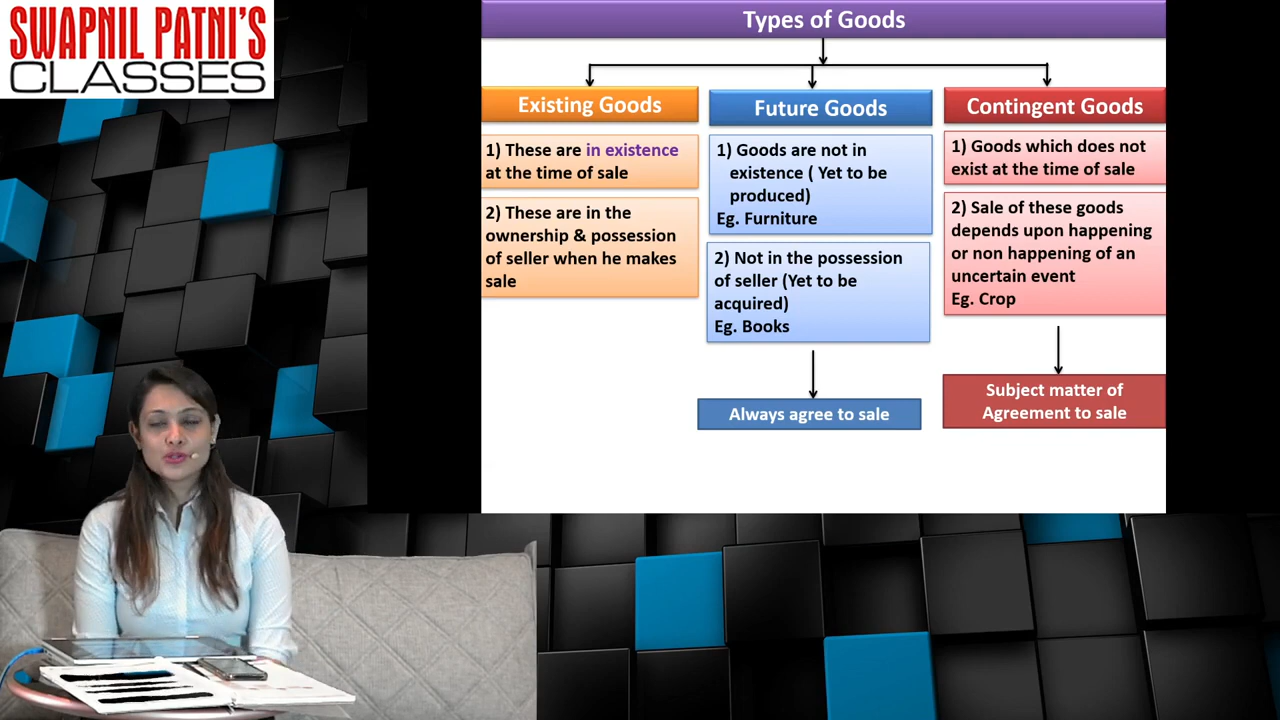 SWAPNIL PATNI'S
CLASSES
Types of Goods
Existing Goods
1) These are in existence
at the time of sale
2) These are in the
ownership & possession
of seller when he makes
sale
Future Goods
1) Goods are not in
existence ( Yet to be
produced)
Eg. Furniture
2) Not in the possession
of seller (Yet to be
acquired)
Eg. Books
Always agree to sale
Contingent Goods
1) Goods which does not
exist at the time of sale
2) Sale of these goods
depends upon happening
or non happening of an
uncertain event
Eg. Crop
Subject matter of
Agreement to sale